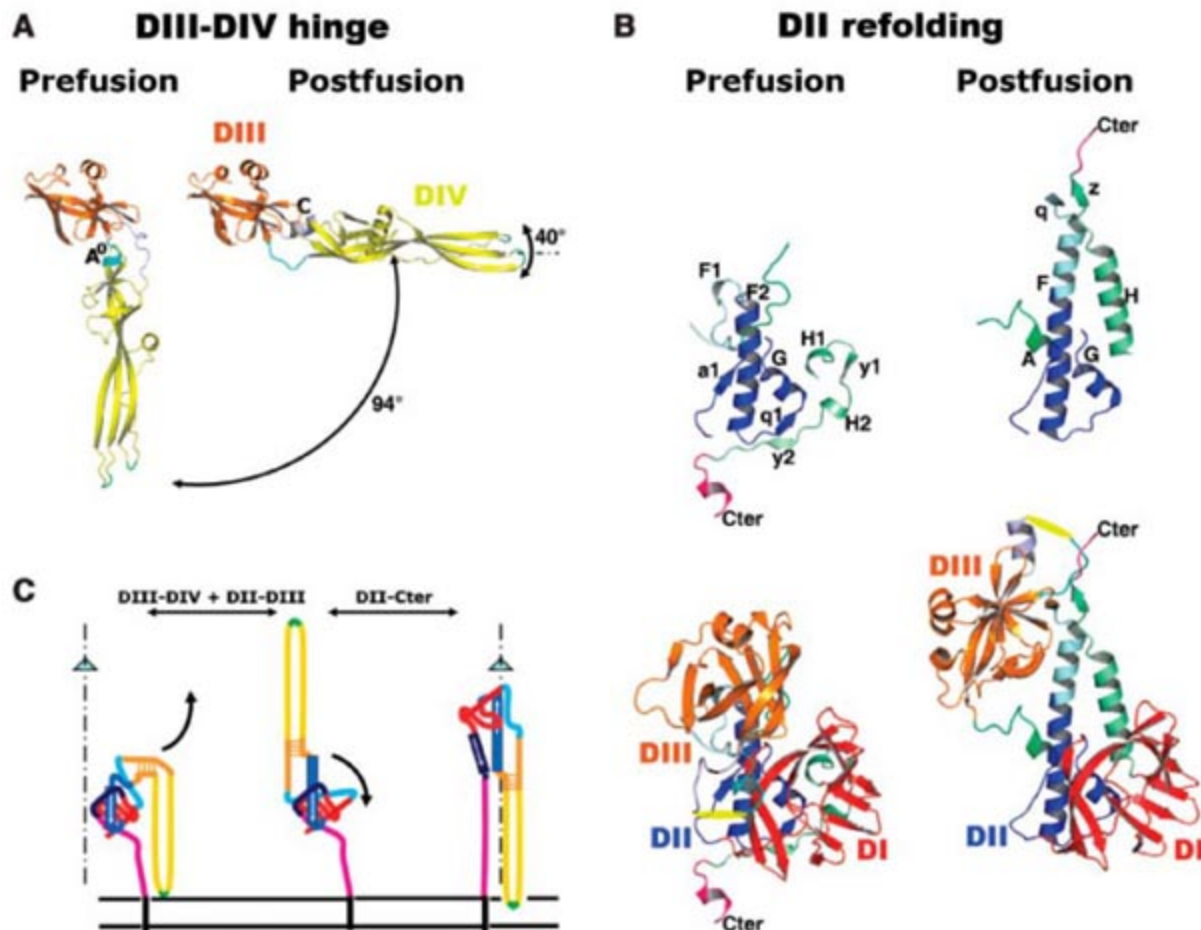 A DIII-DIV hinge
Prefusion Postfusion
DIII
C
DIV
A⁰
40°
94°
B DII refolding
Prefusion Postfusion
Cter
z
q
F1
F2
F
H
H1
a1
G
y1
A
G
q1
H2
y2
Cter
DIII
Cter
DIII
DII
DI
DII
DI
Cter
C
DIII-DIV + DII-DIII DII-Cter